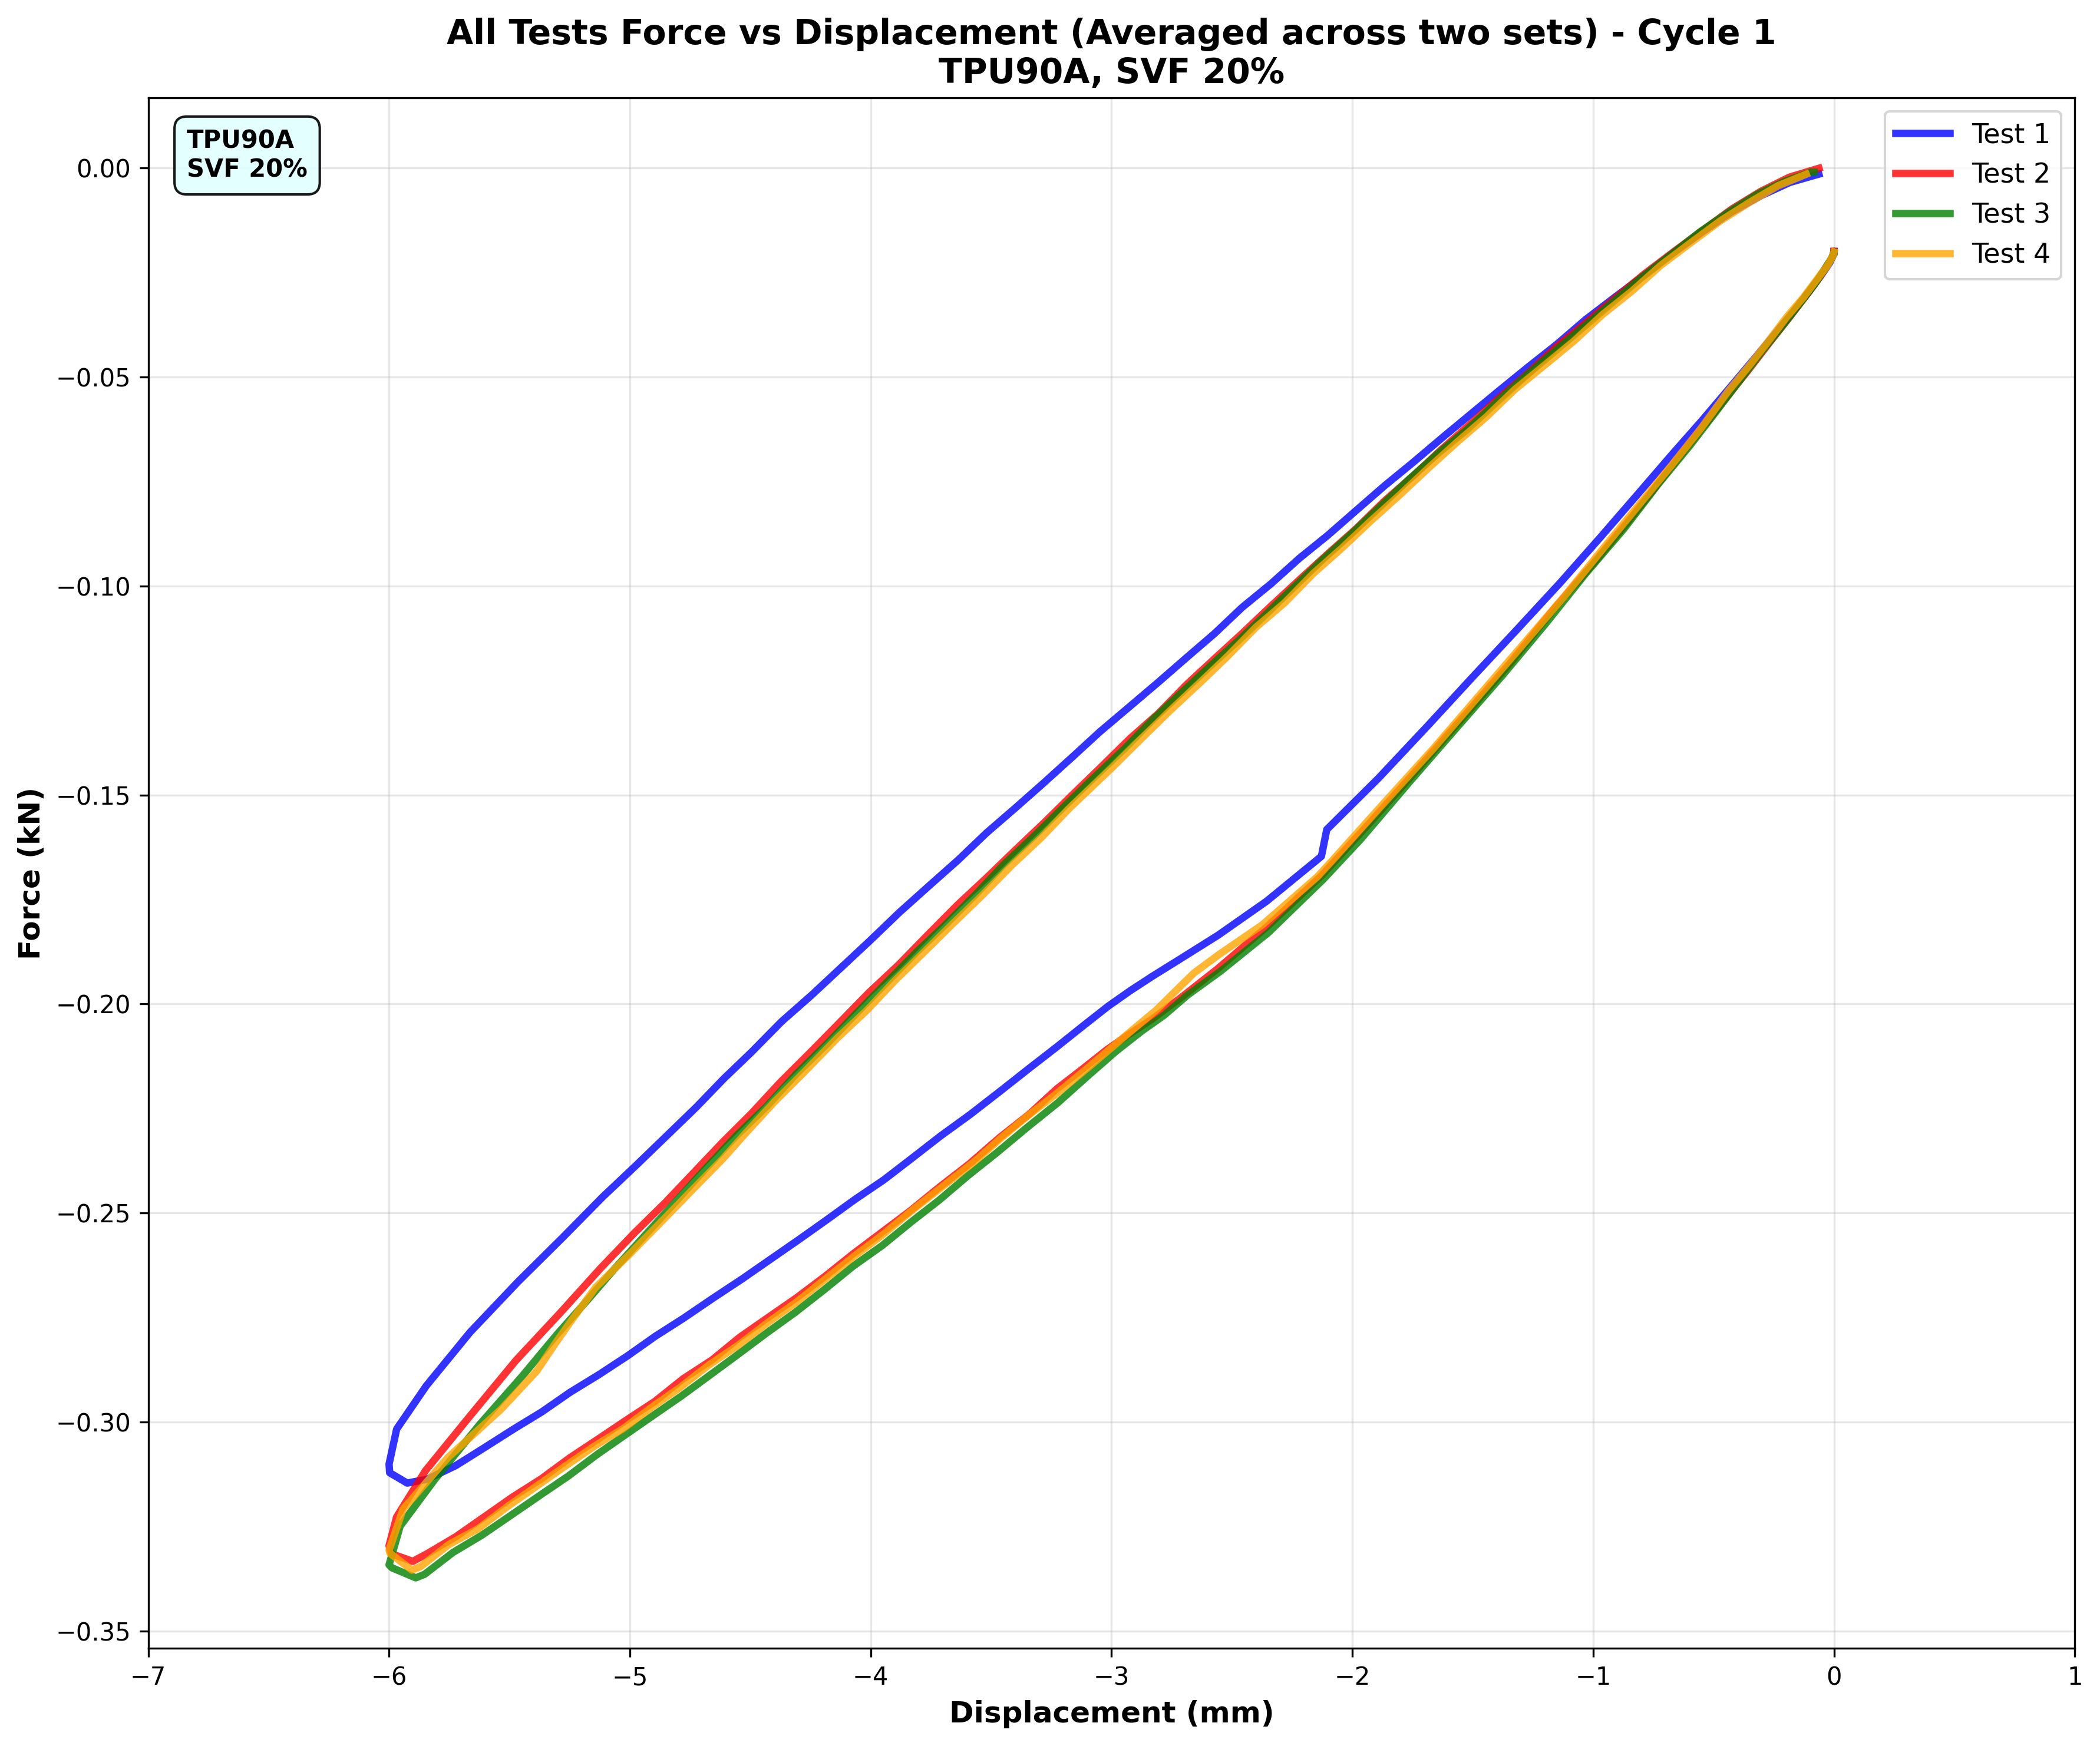 All Tests Force vs Displacement (Averaged across two sets) - Cycle 1
TPU90A, SVF 20%
TPU90A
SVF 20%
Test 1
Test 2
Test 3
Test 4
0.00
−0.05
−0.10
−0.15
−0.20
−0.25
−0.30
−0.35
Force (kN)
−7
−6
−5
−4
−3
−2
−1
0
1
Displacement (mm)